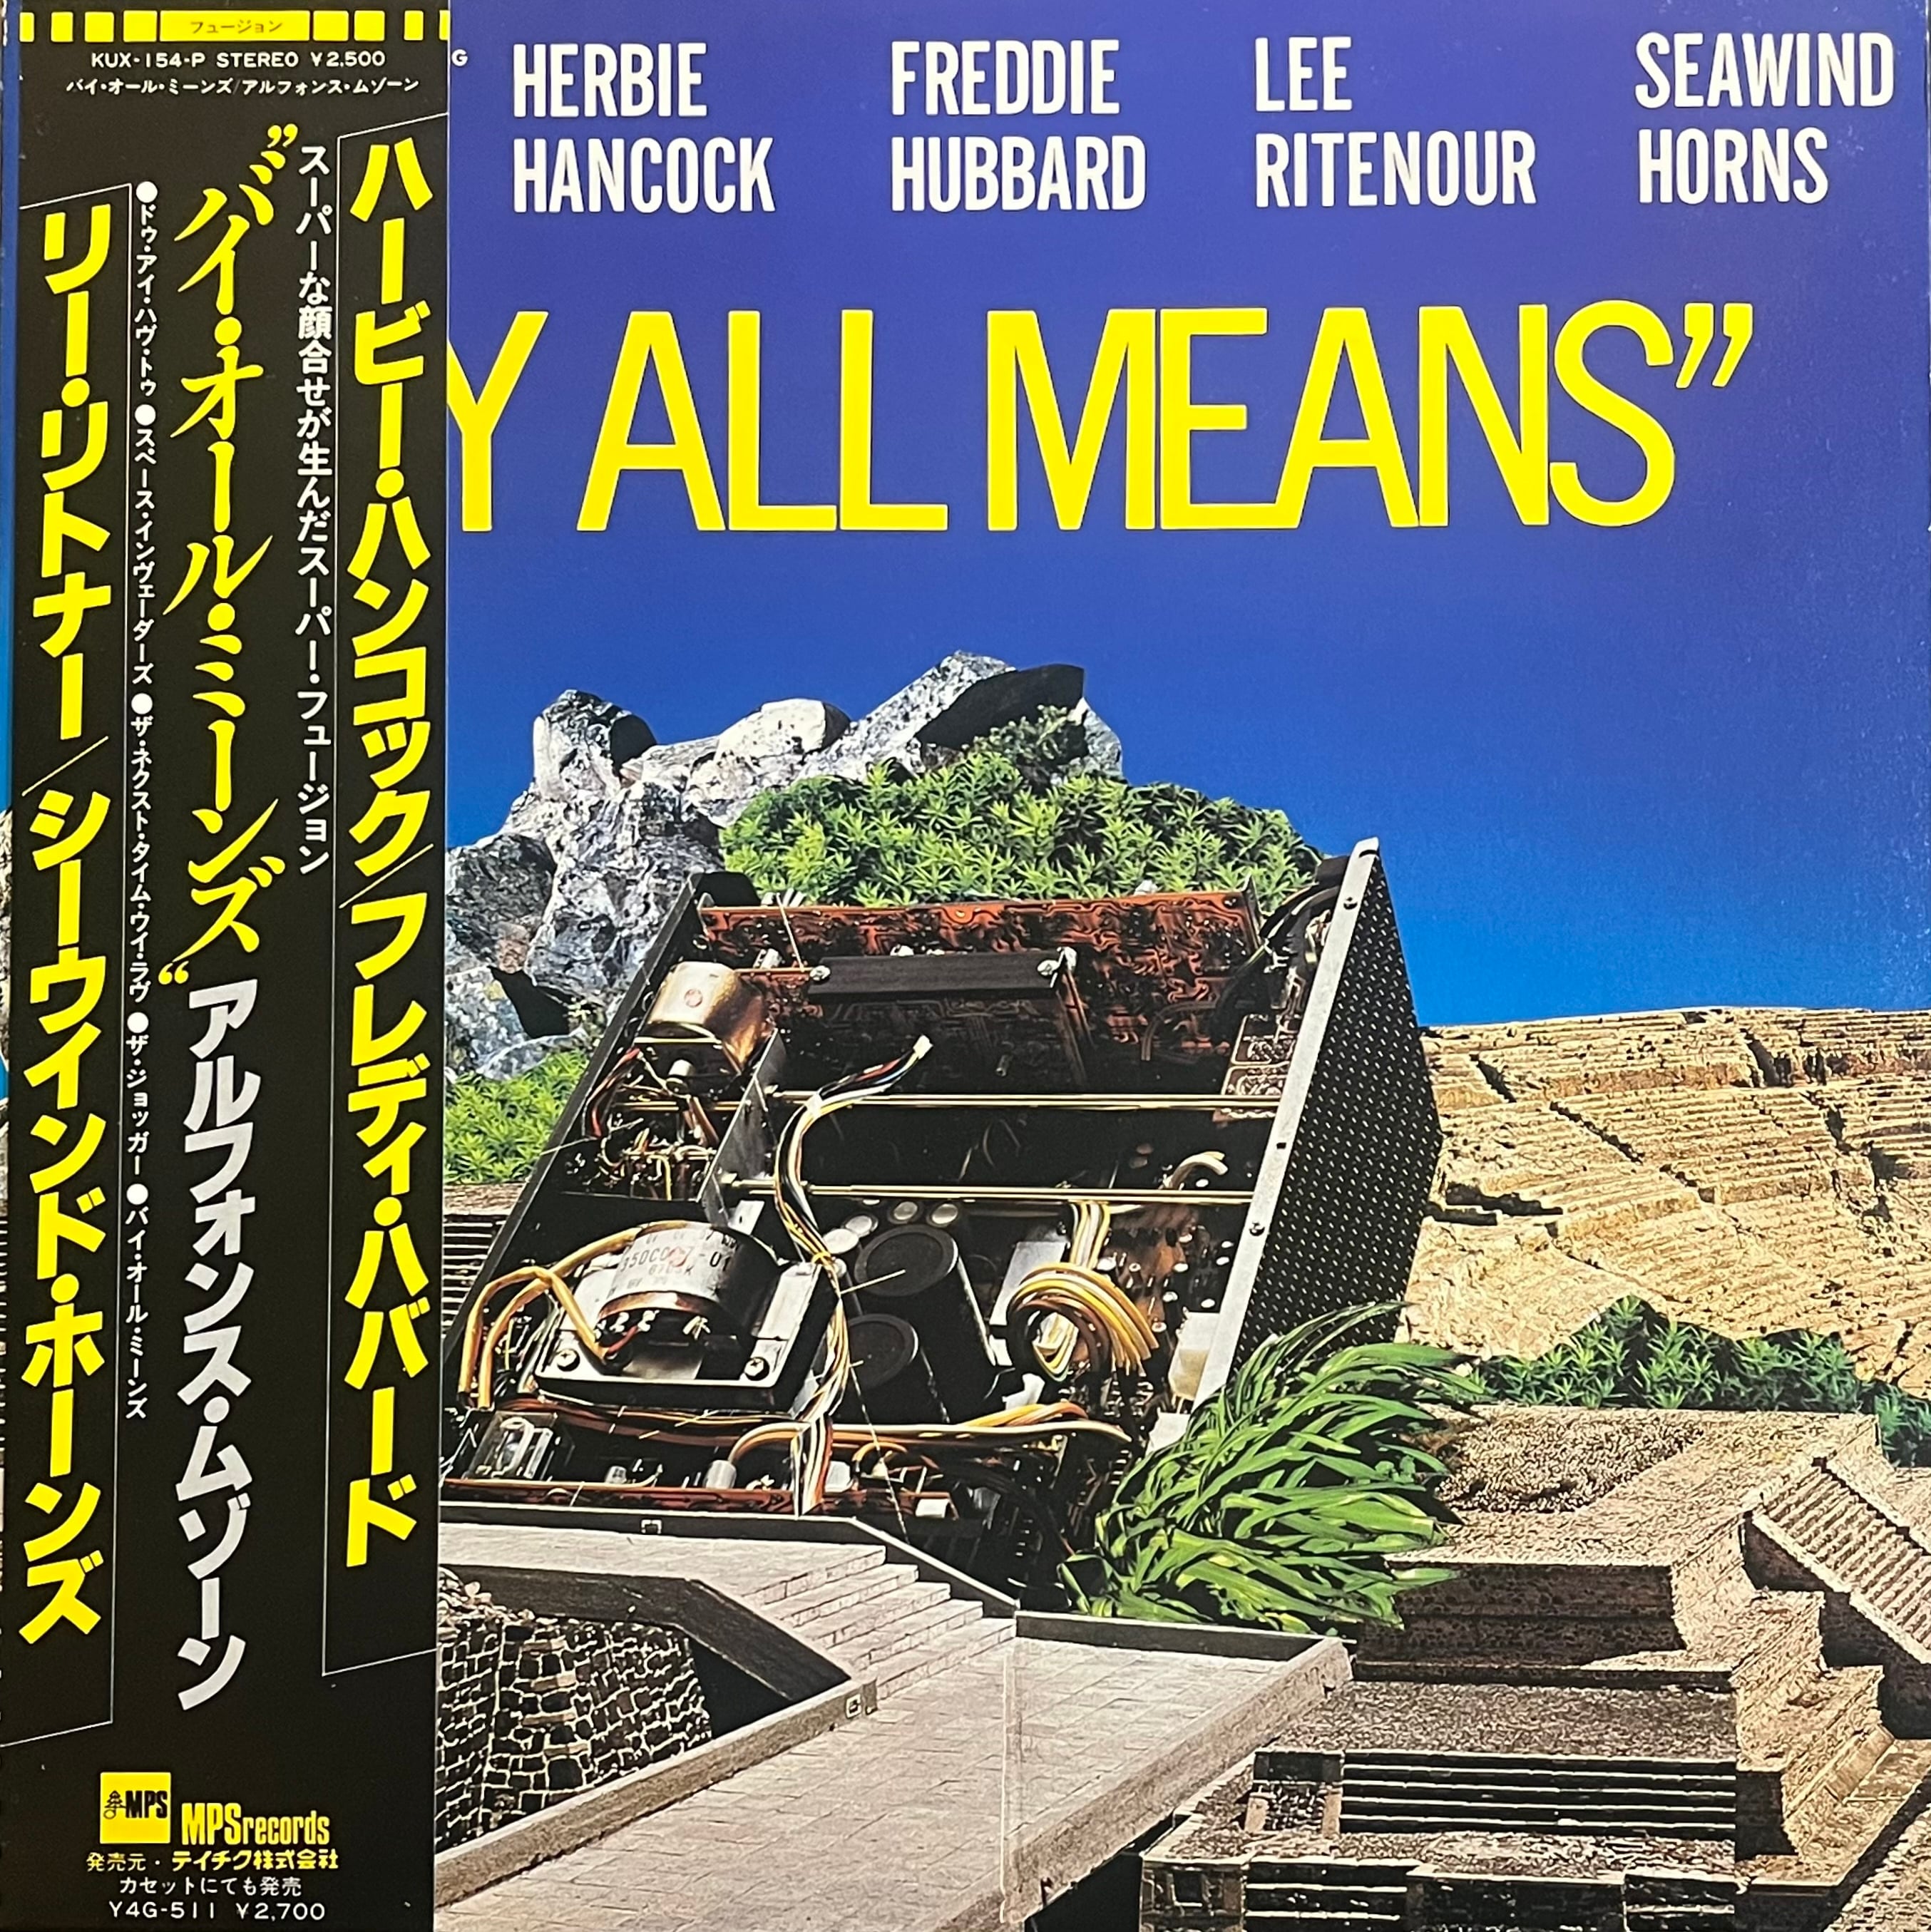 フュージョン
KUX-154-P STEREO ¥2,500
バイ・オール・ミーンズ/アルフォンス・ムゾーン
ハービー・ハンコック/フレディ・ハバード
スーパーな顔合せが生んだスーパー・フュージョン
”バイ・オール・ミーンズ“アルフォンス・ムゾーン
●ドゥ・アイ・ハヴ・トゥ ●スペース・インヴェーダーズ ●ザ・ネクスト・タイム・ウイ・ラヴ ●ザ・ジョッガー ●バイ・オール・ミーンズ
リー・リトナー/シーウインド・ホーンズ
MPS
MPSrecords
発売元・テイチク株式会社
カセットにても発売
Y4G-511 ¥2,700
G
HERBIE
HANCOCK
FREDDIE
HUBBARD
LEE
RITENOUR
SEAWIND
HORNS
Y ALL MEANS”